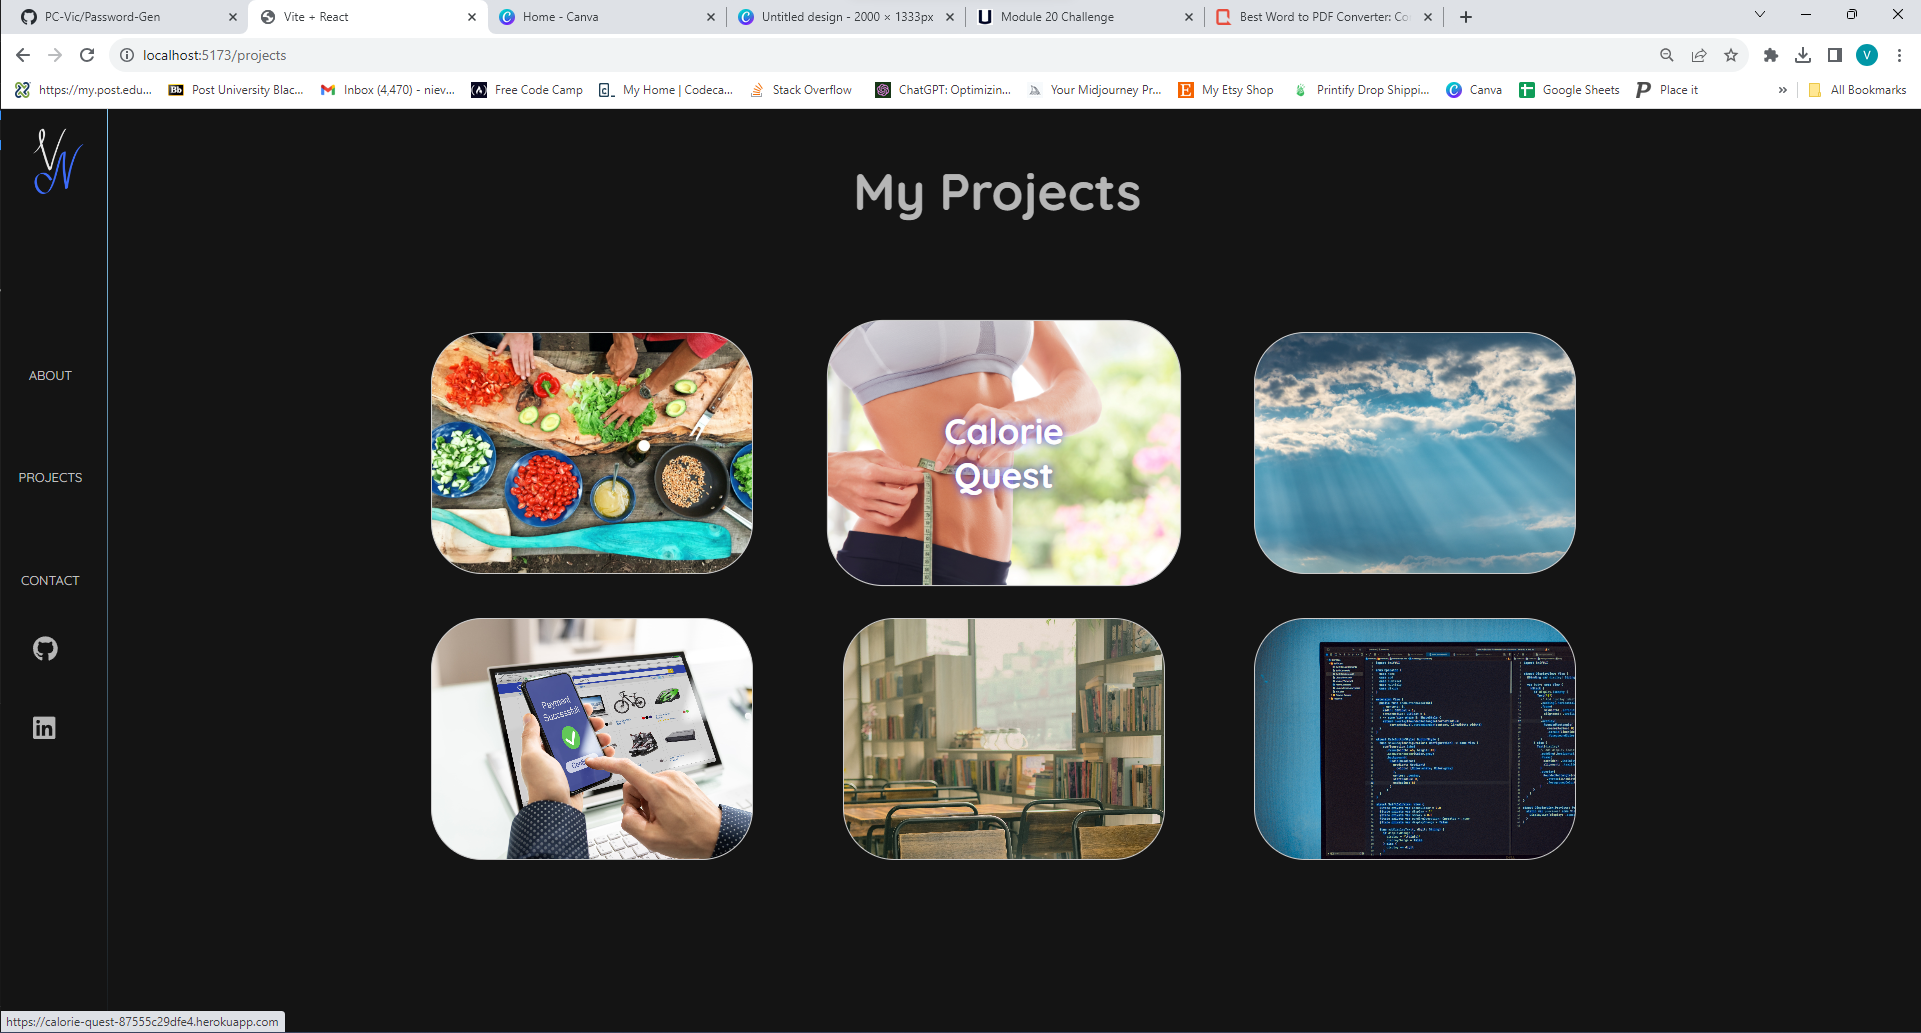 PC-Vic/Password-Gen
Vite + React
Home - Canva
Untitled design - 2000 × 1333px
Module 20 Challenge
Best Word to PDF Converter: Co
localhost:5173/projects
V
https://my.post.edu...
Bb Post University Blac...
Inbox (4,470) - niev...
Free Code Camp
My Home | Codeca...
Stack Overflow
ChatGPT: Optimizin...
Your Midjourney Pr...
E My Etsy Shop
Printify Drop Shippi...
Canva
Google Sheets
Place it
»
All Bookmarks
VN
My Projects
ABOUT
PROJECTS
CONTACT
in
Calorie
Quest
Payment
Successful
https://calorie-quest-87555c29dfe4.herokuapp.com